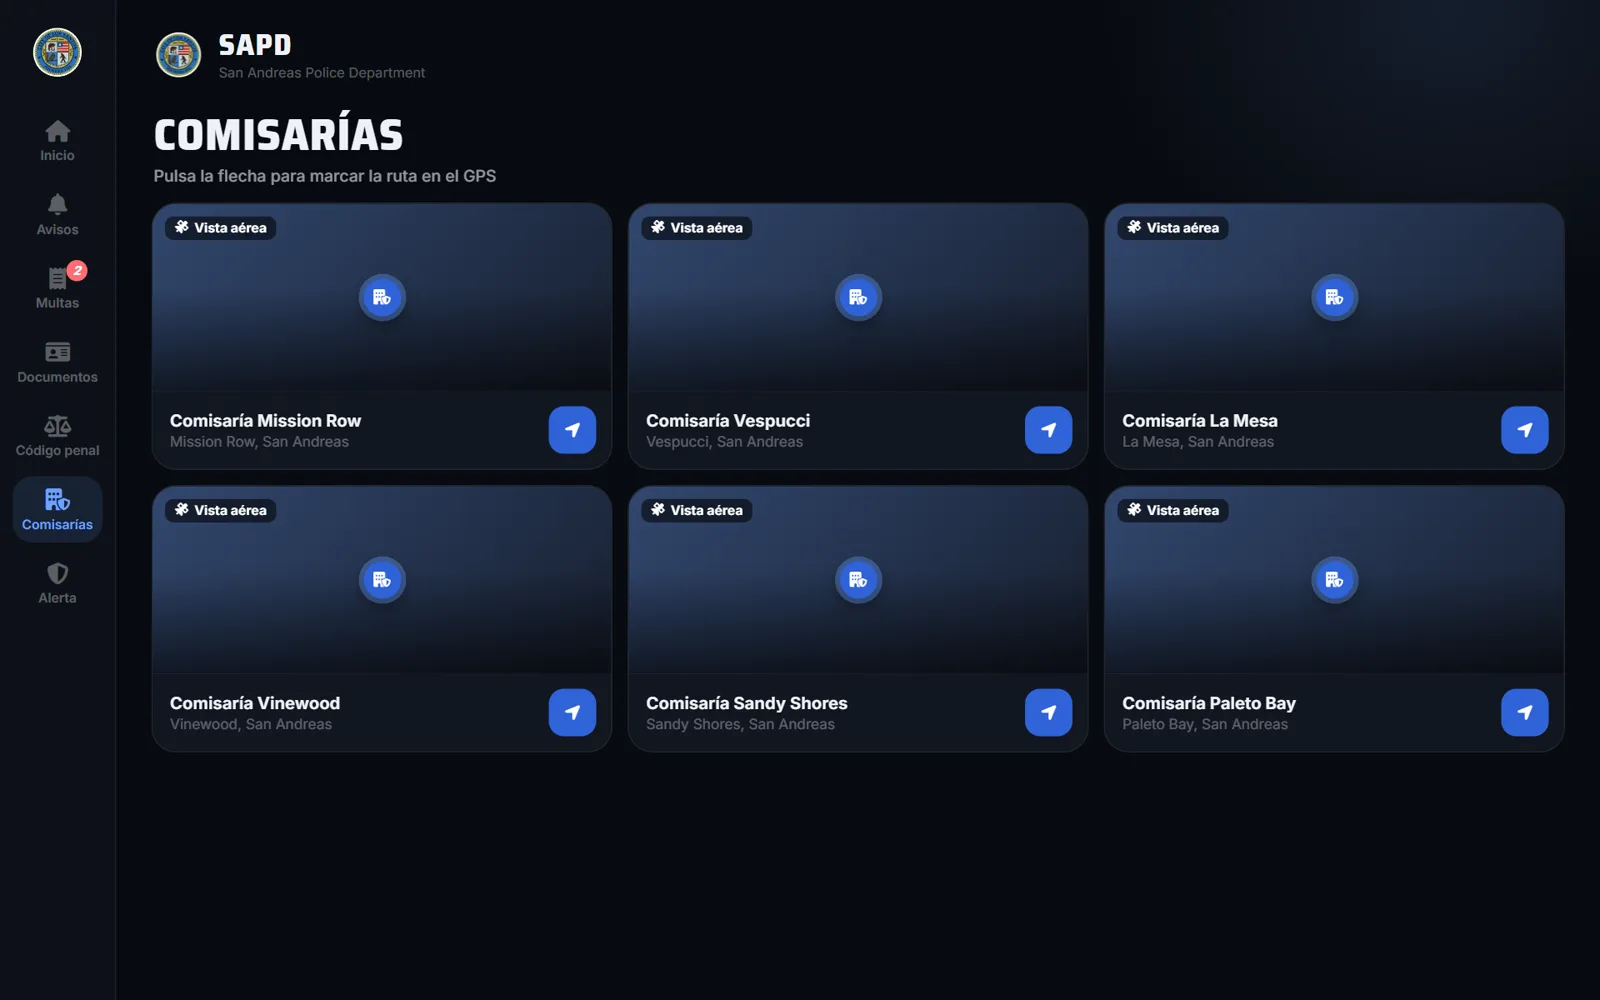 SAPD
San Andreas Police Department
Inicio
Avisos
2
Multas
Documentos
Código penal
Comisarías
Alerta
COMISARÍAS
Pulsa la flecha para marcar la ruta en el GPS
Vista aérea
Comisaría Mission Row
Mission Row, San Andreas
Vista aérea
Comisaría Vespucci
Vespucci, San Andreas
Vista aérea
Comisaría La Mesa
La Mesa, San Andreas
Vista aérea
Comisaría Vinewood
Vinewood, San Andreas
Vista aérea
Comisaría Sandy Shores
Sandy Shores, San Andreas
Vista aérea
Comisaría Paleto Bay
Paleto Bay, San Andreas